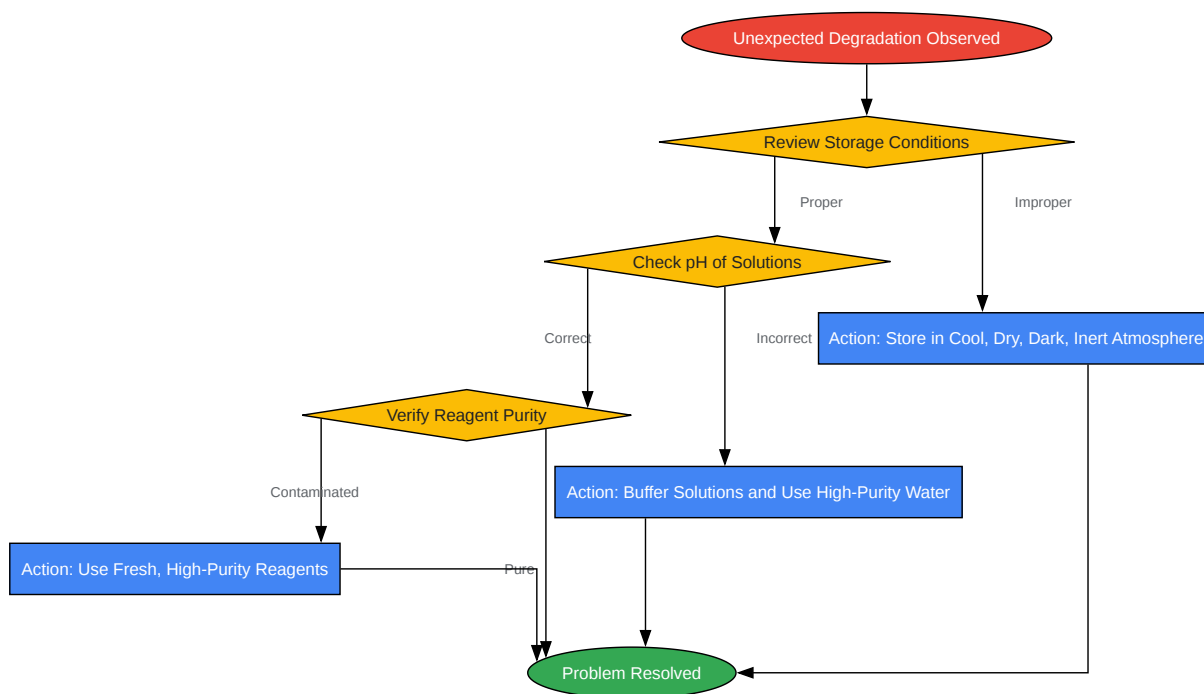 Unexpected Degradation Observed
Review Storage Conditions
Proper
Improper
Check pH of Solutions
Correct
Incorrect
Action: Store in Cool, Dry, Dark, Inert Atmosphere
Verify Reagent Purity
Contaminated
Action: Buffer Solutions and Use High-Purity Water
Action: Use Fresh, High-Purity Reagents
Pure
Problem Resolved